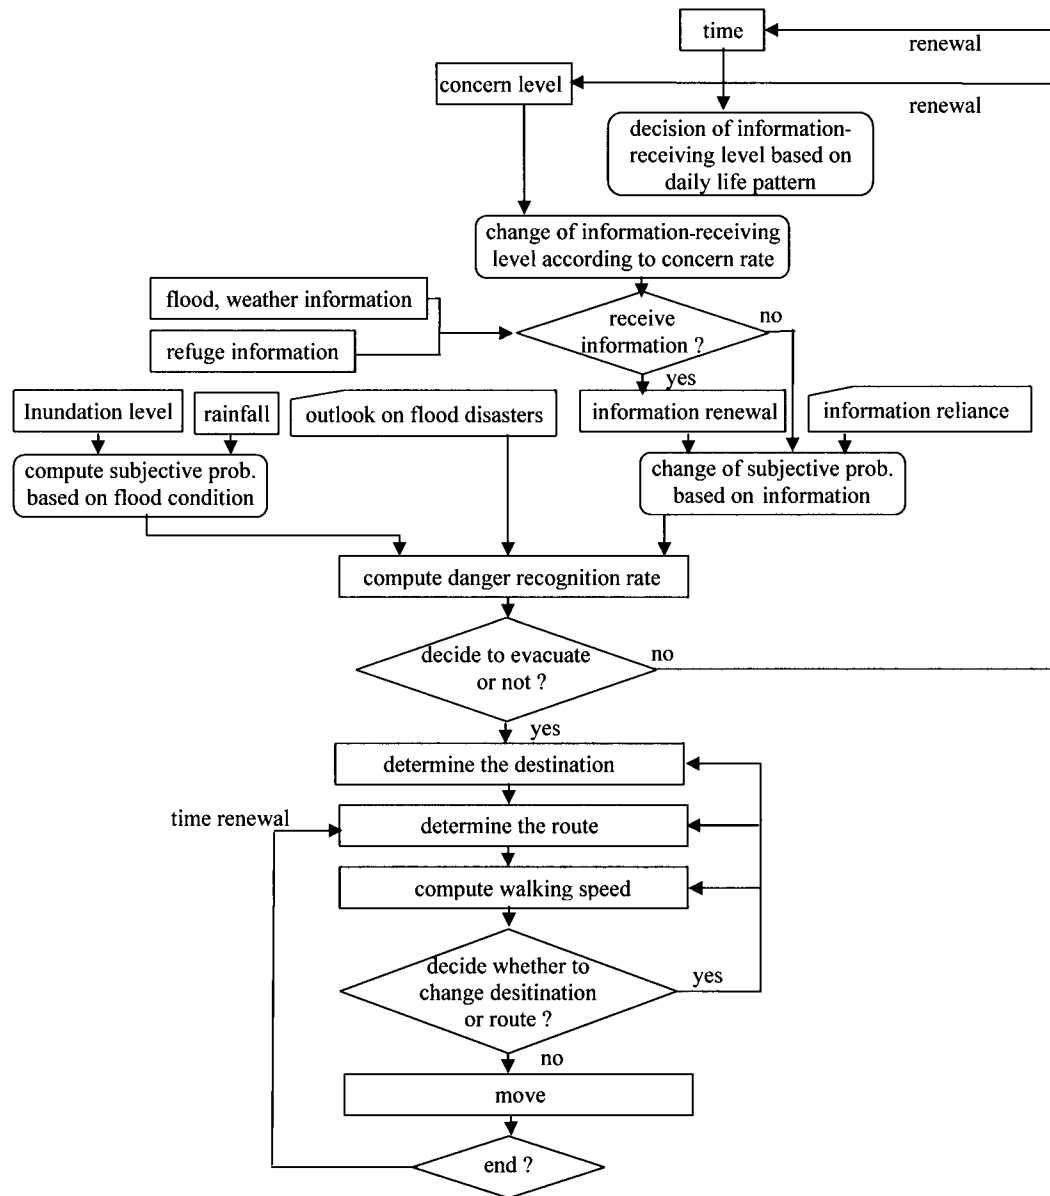 time
renewal
concern level
renewal
decision of information-
receiving level based on
daily life pattern
change of information-receiving
level according to concern rate
flood, weather information
receive
information ?
no
refuge information
yes
Inundation level
rainfall
outlook on flood disasters
information renewal
information reliance
compute subjective prob.
based on flood condition
change of subjective prob.
based on information
compute danger recognition rate
decide to evacuate
or not ?
no
yes
determine the destination
time renewal
determine the route
compute walking speed
decide whether to
change desitination
or route ?
yes
no
move
end ?